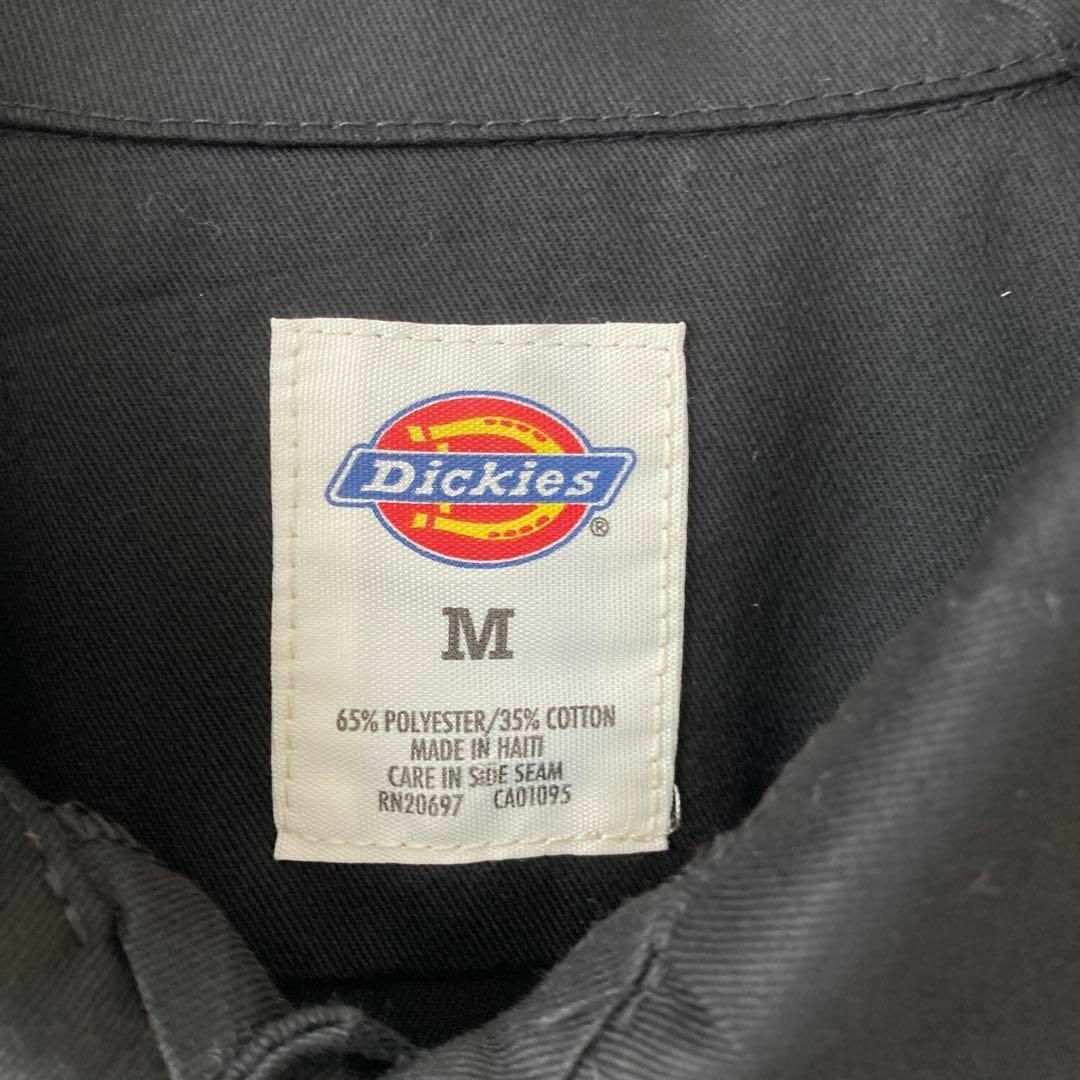 Dickies
®
M
65% POLYESTER/35% COTTON
MADE IN HAITI
CARE IN SIDE SEAM
RN20697 CA01095